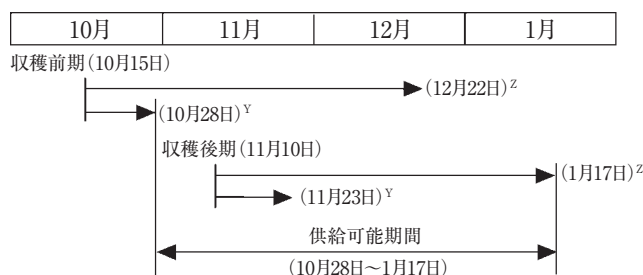 10月 11月 12月 1月
収穫前期(10月15日)
(12月22日)Z
(10月28日)Y
収穫後期(11月10日)
(1月17日)Z
(11月23日)Y
供給可能期間
(10月28日～1月17日)